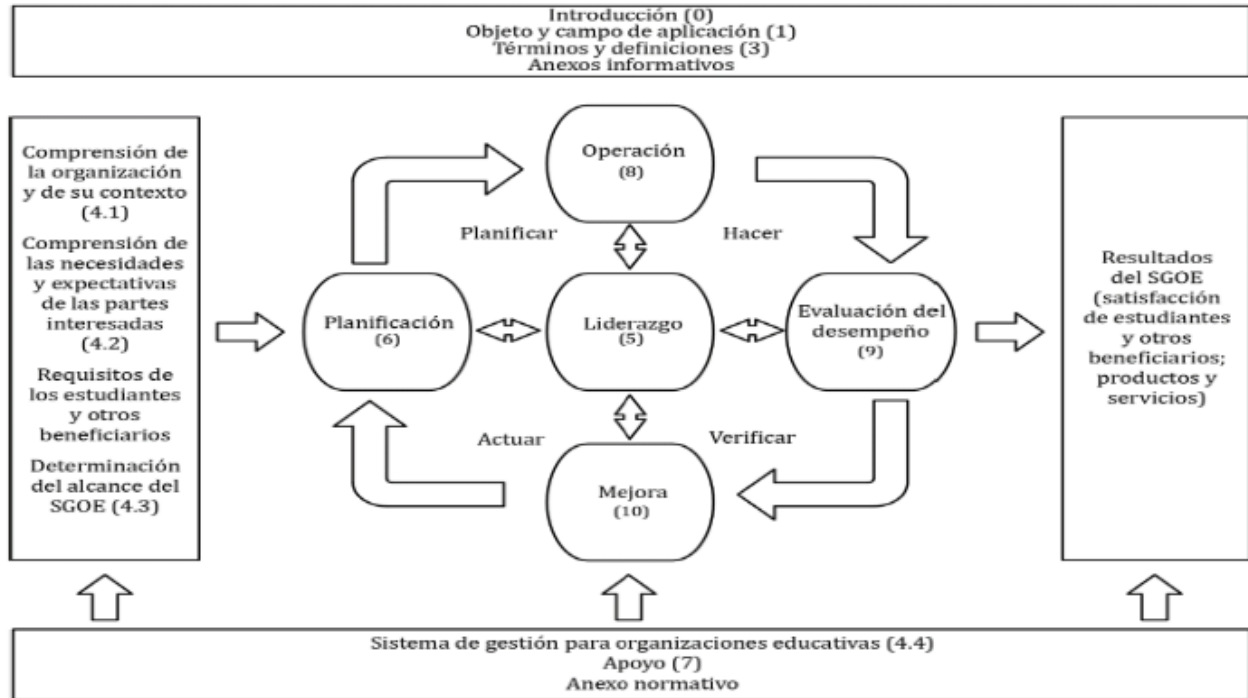 Introducción (0)
Objeto y campo de aplicación (1)
Términos y definiciones (3)
Anexos informativos
Comprensión de
la organización
y de su contexto
(4.1)
Comprensión de
las necesidades
y expectativas
de las partes
interesadas
(4.2)
Requisitos de
los estudiantes
y otros
beneficiarios
Determinación
del alcance del
SGOE (4.3)
Operación
(8)
Planificar
Hacer
Planificación
(6)
Liderazgo
(5)
Evaluación del
desempeño
(9)
Actuar
Verificar
Mejora
(10)
Resultados
del SGOE
(satisfacción
de estudiantes
y otros
beneficiarios;
productos y
servicios)
Sistema de gestión para organizaciones educativas (4.4)
Apoyo (7)
Anexo normativo